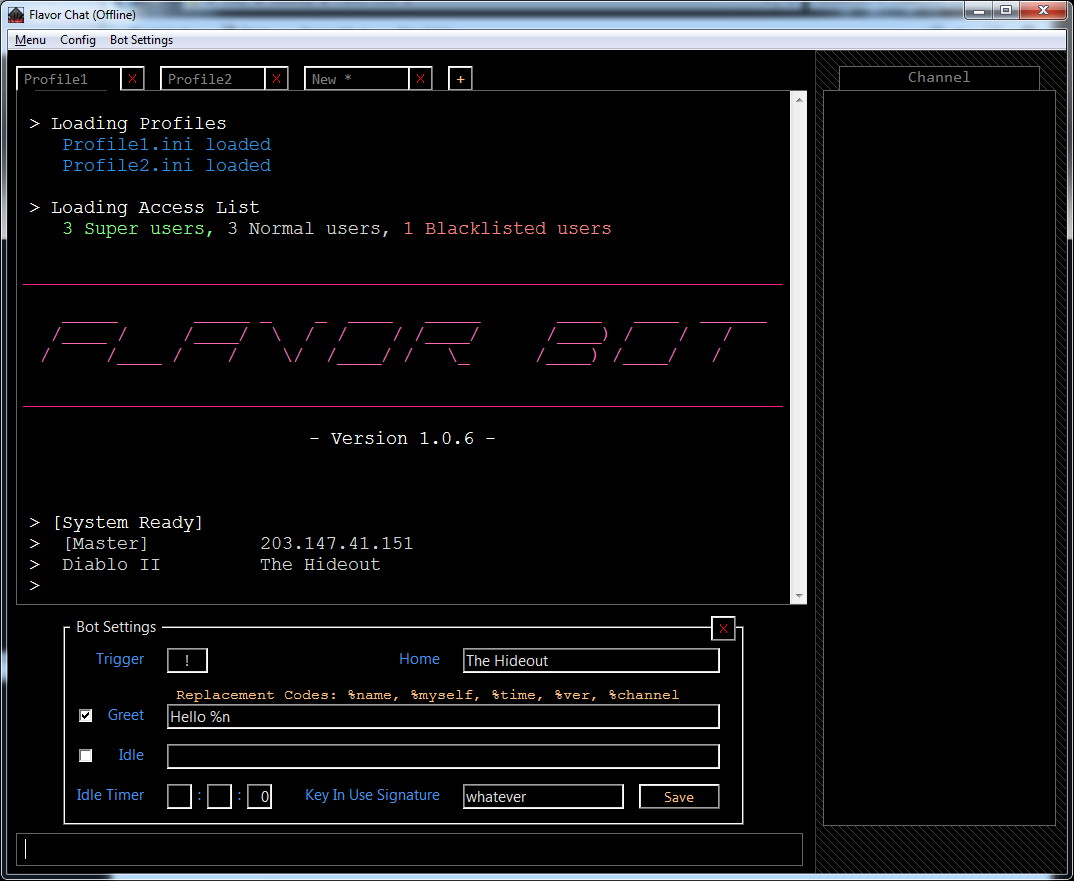 Flavor Chat (Offline)
Menu Config Bot Settings
Profile1 X Profile2 X New * X +
Channel
> Loading Profiles
Profile1.ini loaded
Profile2.ini loaded
> Loading Access List
3 Super users, 3 Normal users, 1 Blacklisted users
FLAVOR BOT
- Version 1.0.6 -
> [System Ready]
> [Master] 203.147.41.151
> Diablo II The Hideout
>
Bot Settings X
Trigger ! Home The Hideout
Replacement Codes: %name, %myself, %time, %ver, %channel
Greet Hello %n
Idle
Idle Timer : : 0 Key In Use Signature whatever Save